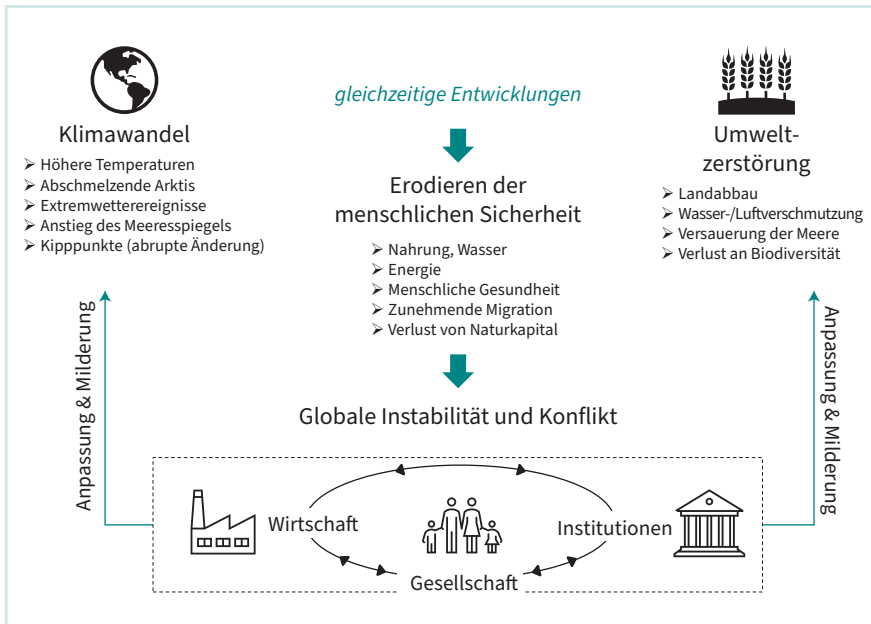 gleichzeitige Entwicklungen
Klimawandel
➢ Höhere Temperaturen
➢ Abschmelzende Arktis
➢ Extremwetterereignisse
➢ Anstieg des Meeresspiegels
➢ Kipppunkte (abrupte Änderung)
Erodieren der
menschlichen Sicherheit
➢ Nahrung, Wasser
➢ Energie
➢ Menschliche Gesundheit
➢ Zunehmende Migration
➢ Verlust von Naturkapital
Umwelt-
zerstörung
➢ Landabbau
➢ Wasser-/Luftverschmutzung
➢ Versauerung der Meere
➢ Verlust an Biodiversität
Anpassung & Milderung
Anpassung & Milderung
Globale Instabilität und Konflikt
Wirtschaft
Institutionen
Gesellschaft